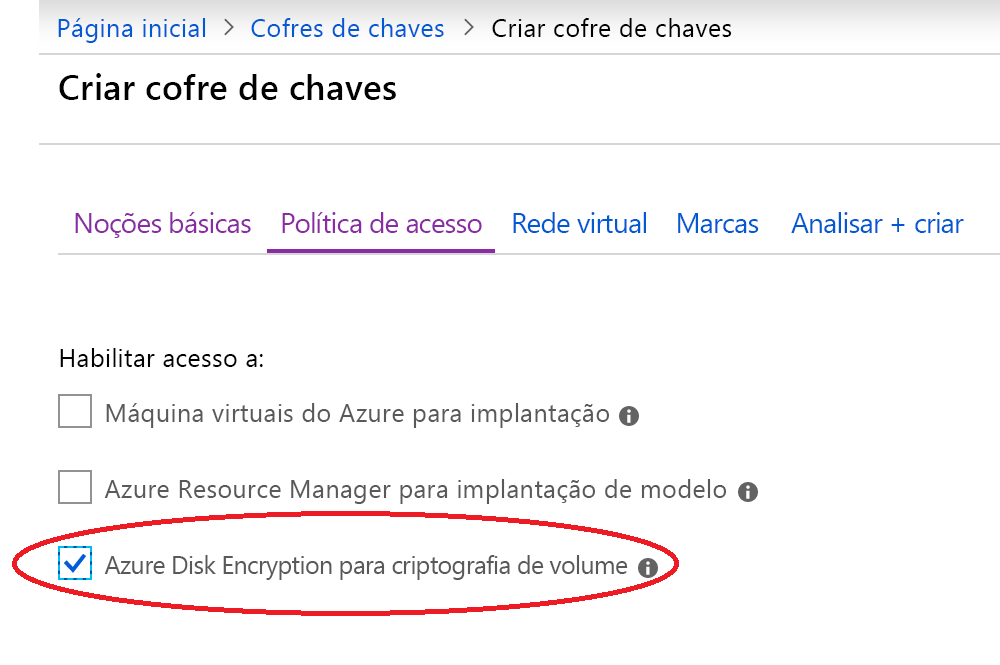 Página inicial > Cofres de chaves > Criar cofre de chaves
Criar cofre de chaves
Noções básicas Política de acesso Rede virtual Marcas Analisar + criar
Habilitar acesso a:
Máquina virtuais do Azure para implantação
Azure Resource Manager para implantação de modelo
Azure Disk Encryption para criptografia de volume